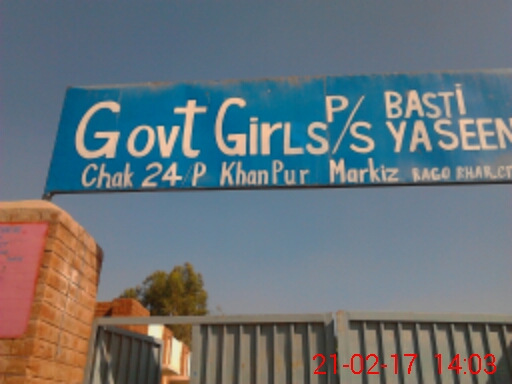 Govt Girls P/S BASTI YASEEN
Chak 24/P KhanPur Markiz
21-02-17 14:03